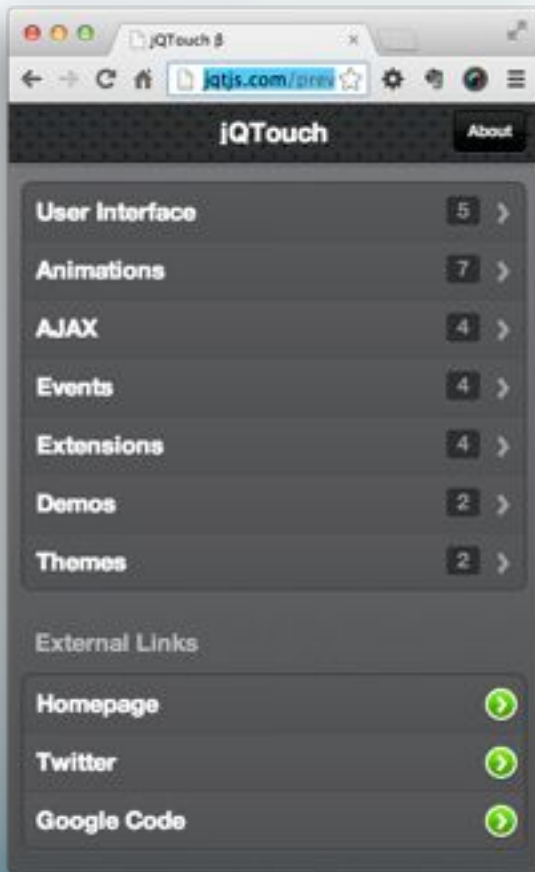 jQTouch β
jqtjs.com/prev
jQTouch
About
User Interface 5
Animations 7
AJAX 4
Events 4
Extensions 4
Demos 2
Themes 2
External Links
Homepage
Twitter
Google Code